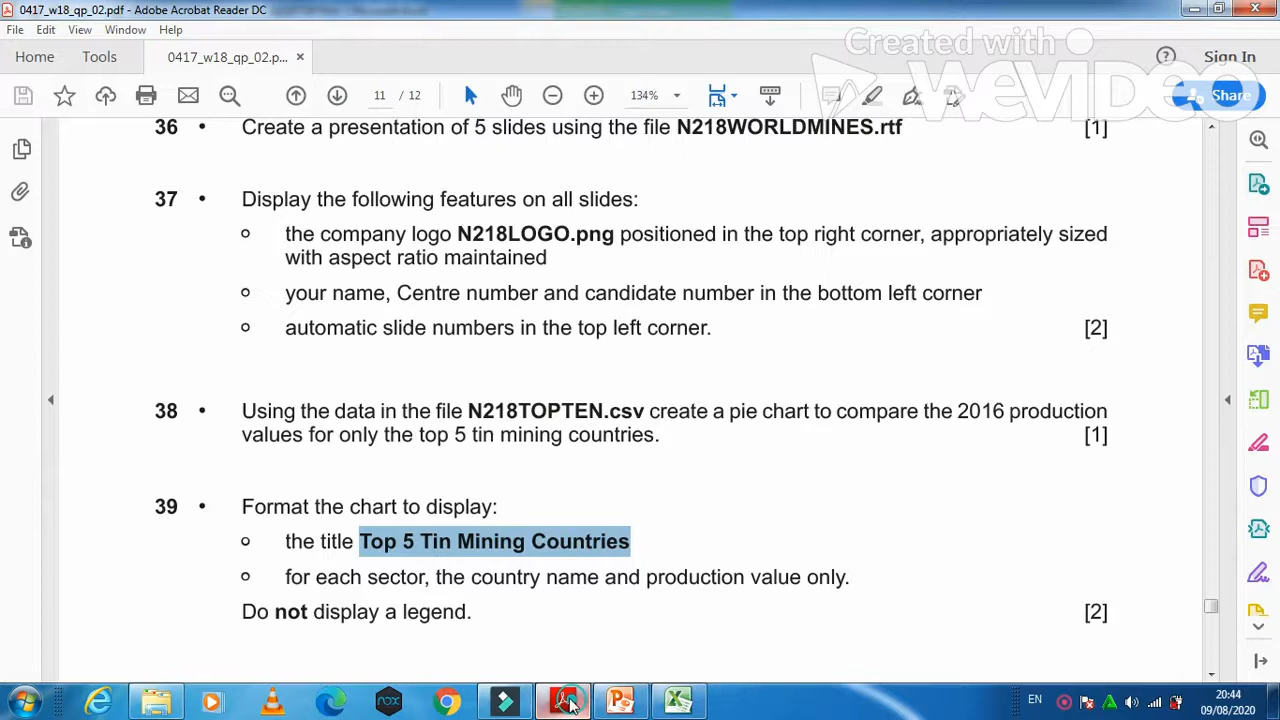 0417_w18_qp_02.pdf - Adobe Acrobat Reader DC
File Edit View Window Help
Created with
wevideo
Home Tools 0417_w18_qp_02.p... × Sign In
11 / 12 134% Share
36 • Create a presentation of 5 slides using the file N218WORLDMINES.rtf [1]
37 • Display the following features on all slides:
the company logo N218LOGO.png positioned in the top right corner, appropriately sized
with aspect ratio maintained
your name, Centre number and candidate number in the bottom left corner
automatic slide numbers in the top left corner. [2]
38 • Using the data in the file N218TOPTEN.csv create a pie chart to compare the 2016 production
values for only the top 5 tin mining countries. [1]
39 • Format the chart to display:
the title Top 5 Tin Mining Countries
for each sector, the country name and production value only.
Do not display a legend. [2]
nox
EN 20:44
09/08/2020